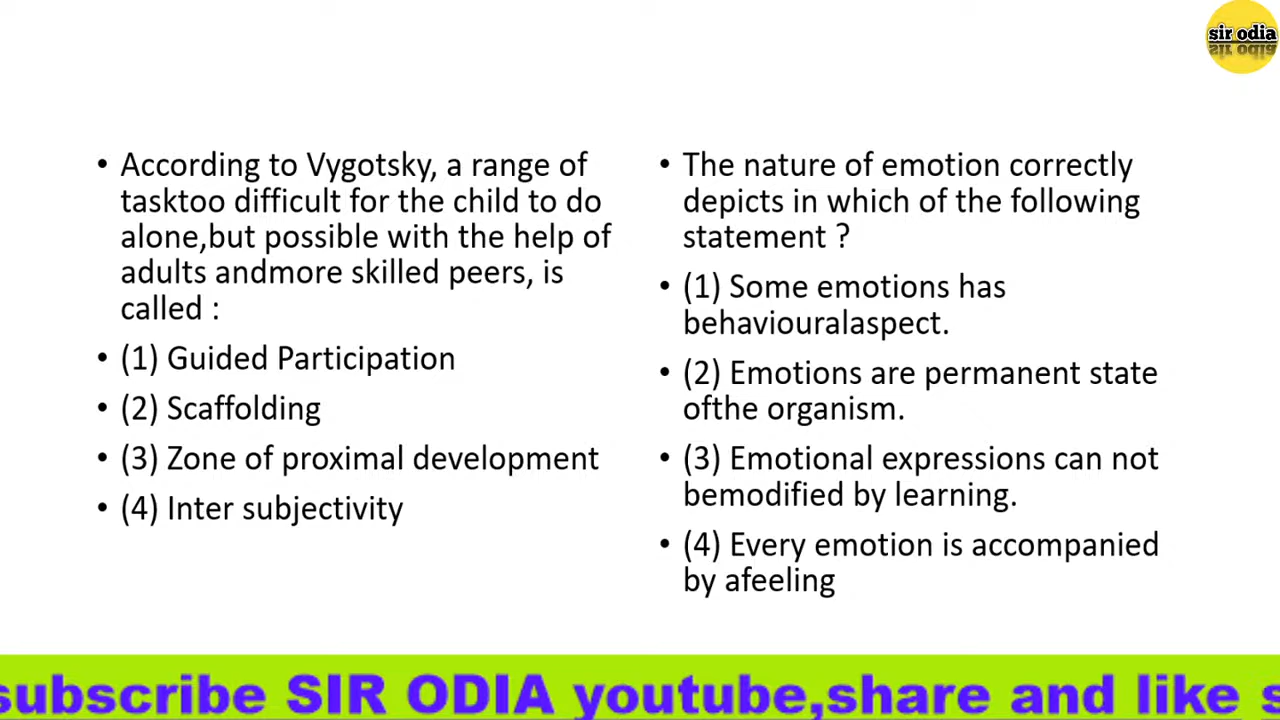 sir odia
• According to Vygotsky, a range of
tasktoo difficult for the child to do
alone,but possible with the help of
adults andmore skilled peers, is
called :
• (1) Guided Participation
• (2) Scaffolding
• (3) Zone of proximal development
• (4) Inter subjectivity
• The nature of emotion correctly
depicts in which of the following
statement ?
• (1) Some emotions has
behaviouralaspect.
• (2) Emotions are permanent state
ofthe organism.
• (3) Emotional expressions can not
bemodified by learning.
• (4) Every emotion is accompanied
by afeeling
subscribe SIR ODIA youtube,share and like s